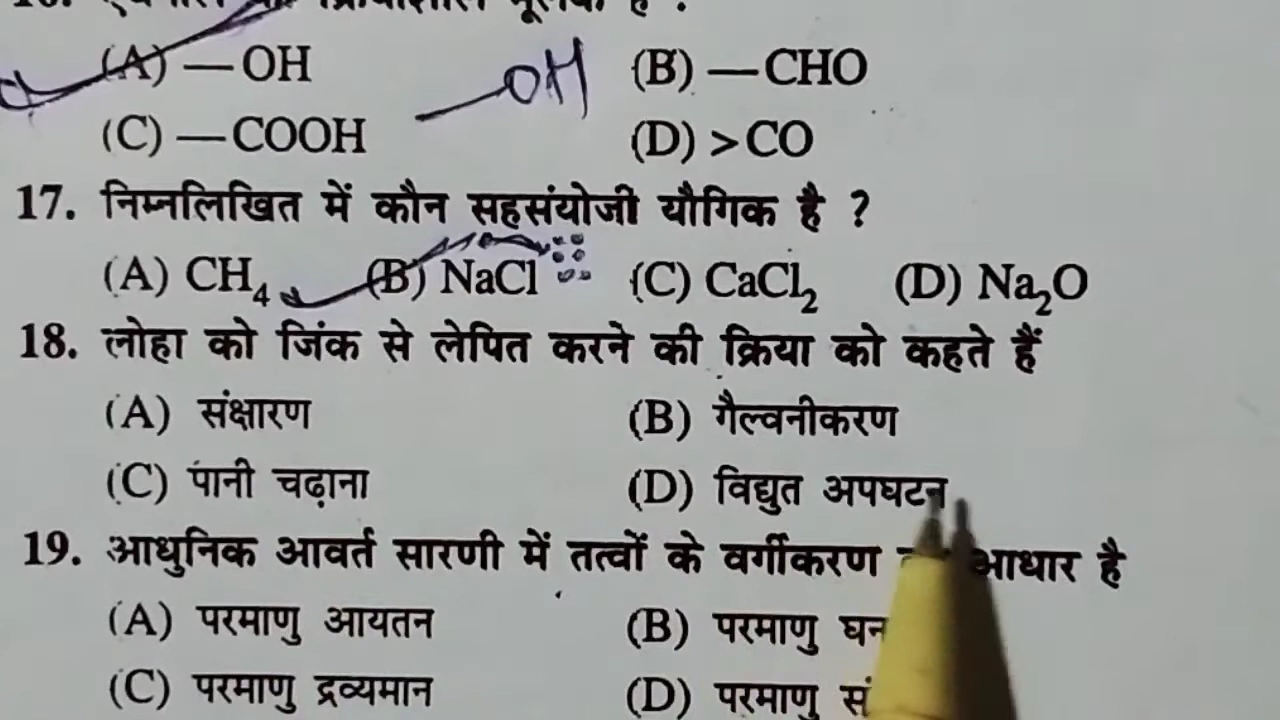 (A) —OH (B) —CHO
—OH
(C) —COOH (D) >CO
17. निम्नलिखित में कौन सहसंयोजी यौगिक है ?
(A) CH₄ (B) NaCl (C) CaCl₂ (D) Na₂O
18. लोहा को जिंक से लेपित करने की क्रिया को कहते हैं
(A) संक्षारण (B) गैल्वनीकरण
(C) पानी चढ़ाना (D) विद्युत अपघटन
19. आधुनिक आवर्त सारणी में तत्वों के वर्गीकरण आधार है
(A) परमाणु आयतन (B) परमाणु
(C) परमाणु द्रव्यमान (D) परमाणु